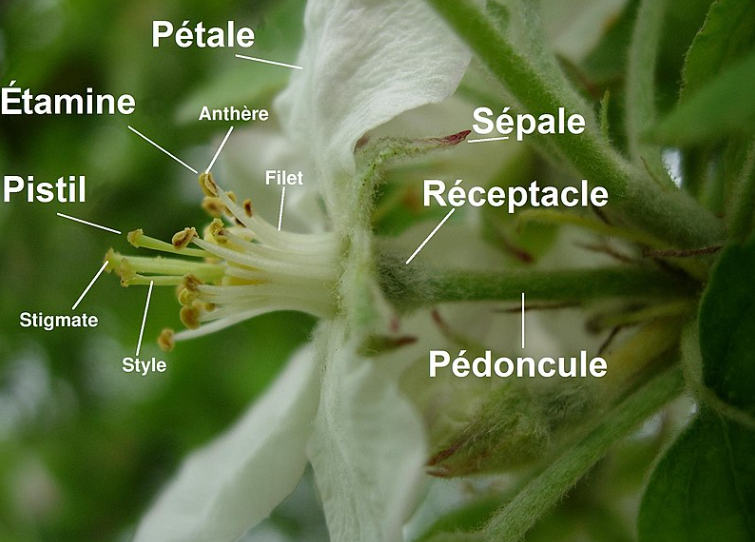 Pétale
Étamine
Anthère
Sépale
Filet
Pistil
Réceptacle
Stigmate
Style
Pédoncule